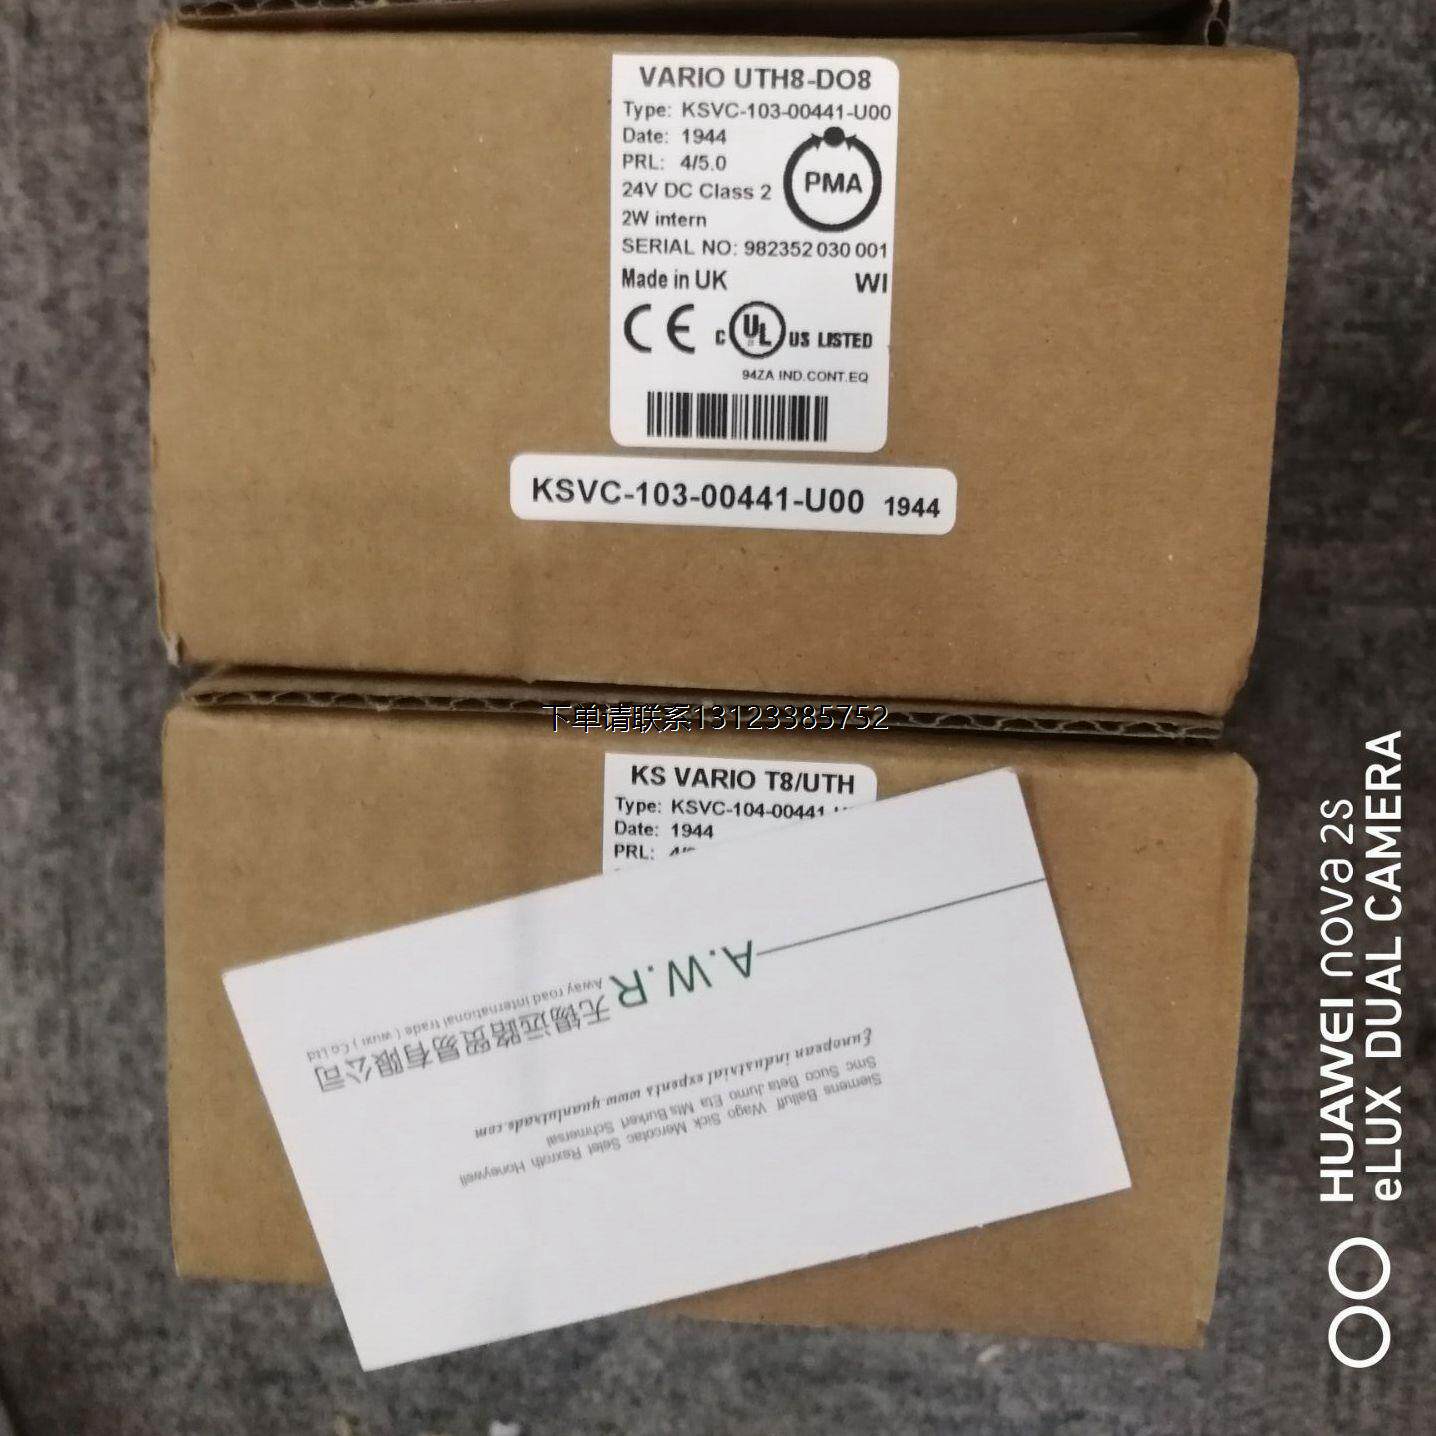 VARIO UTH8-DO8
Type: KSVC-103-00441-U00
Date: 1944
PRL: 4/5.0
24V DC Class 2
2W intern
PMA
SERIAL NO: 982352 030 001
Made in UK
WI
CE
C UL US LISTED
94ZA IND.CONT.EQ
KSVC-103-00441-U00 1944
下单请联系13123385752
KS VARIO T8/UTH
Type: KSVC-104-00441
Date: 1944
PRL:
A.W.R
无锡远路贸易有限公司
Away road international trade ( wuxi ) Co.Ltd
European industrial experts www.quanlutrade.com
Smc Suco Beta Jumo Eta Mts Burkert Schmersal
Siemens Balluff Wago Sick Mercotac Selet Rexroth Honeywell
HUAWEI nova 2S
eLUX DUAL CAMERA